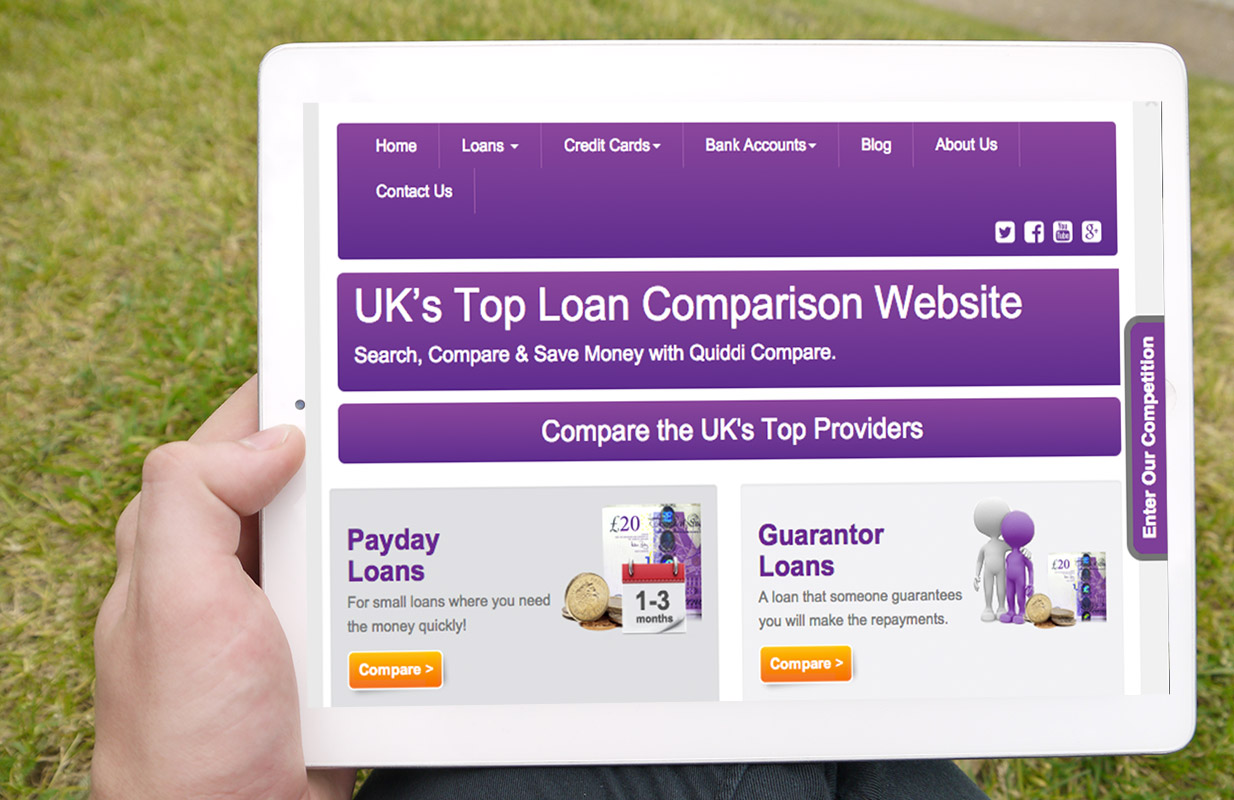 Home Loans Credit Cards Bank Accounts Blog About Us
Contact Us
You
Tube
g+
UK’s Top Loan Comparison Website
Search, Compare & Save Money with Quiddi Compare.
Enter Our Competition
Compare the UK's Top Providers
Payday
Loans
For small loans where you need
the money quickly!
Compare >
£20
1-3
months
Guarantor
Loans
A loan that someone guarantees
you will make the repayments.
Compare >
£20